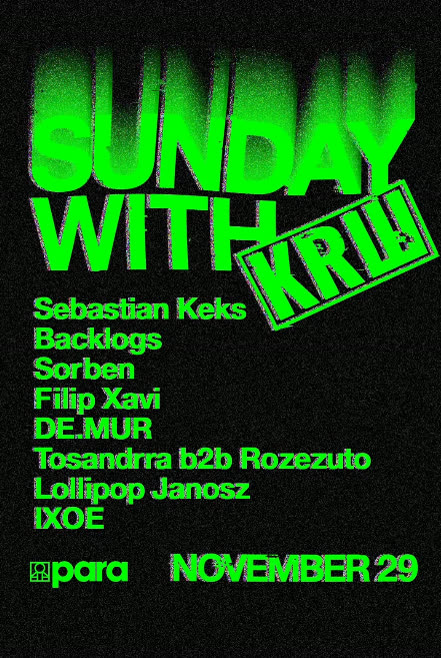 SUNDAY
WITH
KRW
Sebastian Keks
Backlogs
Sorben
Filip Xavi
DE.MUR
Tosandrra b2b Rozezuto
Lollipop Janosz
IXOE
para
NOVEMBER 29